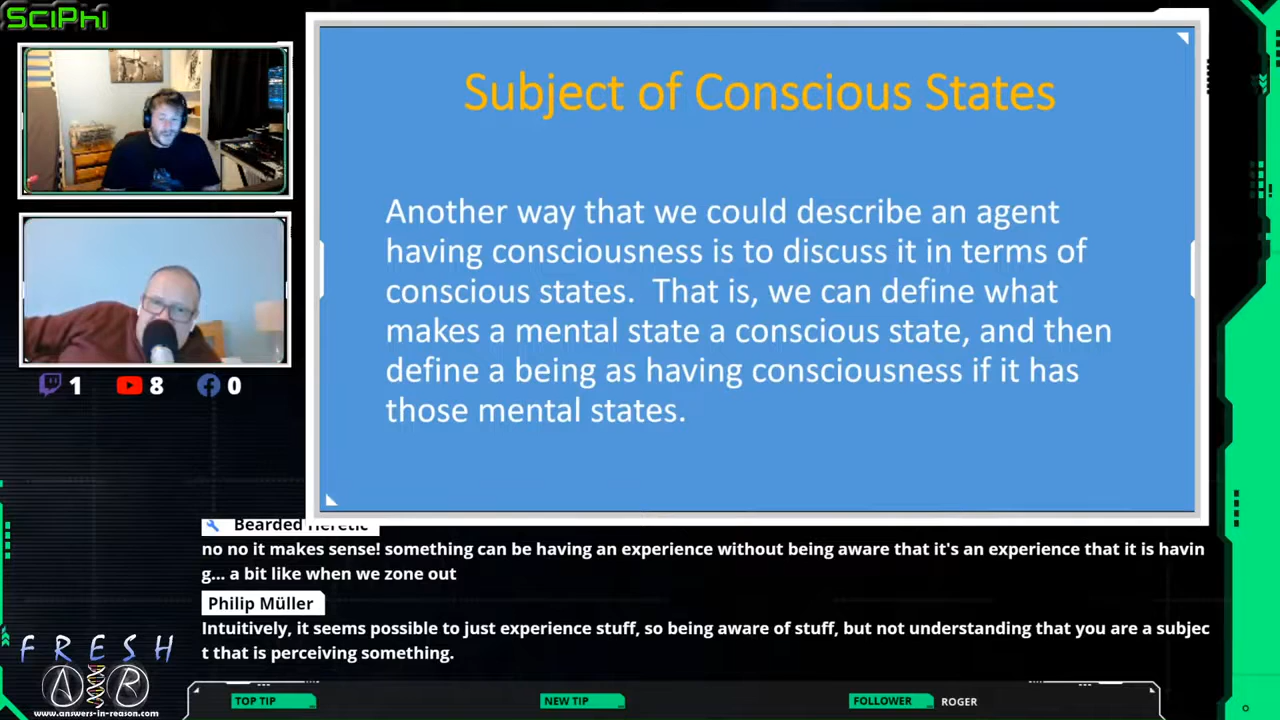 SciPhi
Subject of Conscious States
Another way that we could describe an agent
having consciousness is to discuss it in terms of
conscious states.  That is, we can define what
makes a mental state a conscious state, and then
define a being as having consciousness if it has
those mental states.
1
8
0
Bearded Heretic
no no it makes sense! something can be having an experience without being aware that it's an experience that it is havin
g... a bit like when we zone out
Philip Müller
Intuitively, it seems possible to just experience stuff, so being aware of stuff, but not understanding that you are a subjec
t that is perceiving something.
FRESH
A R
www.answers-in-reason.com
TOP TIP
NEW TIP
FOLLOWER
ROGER